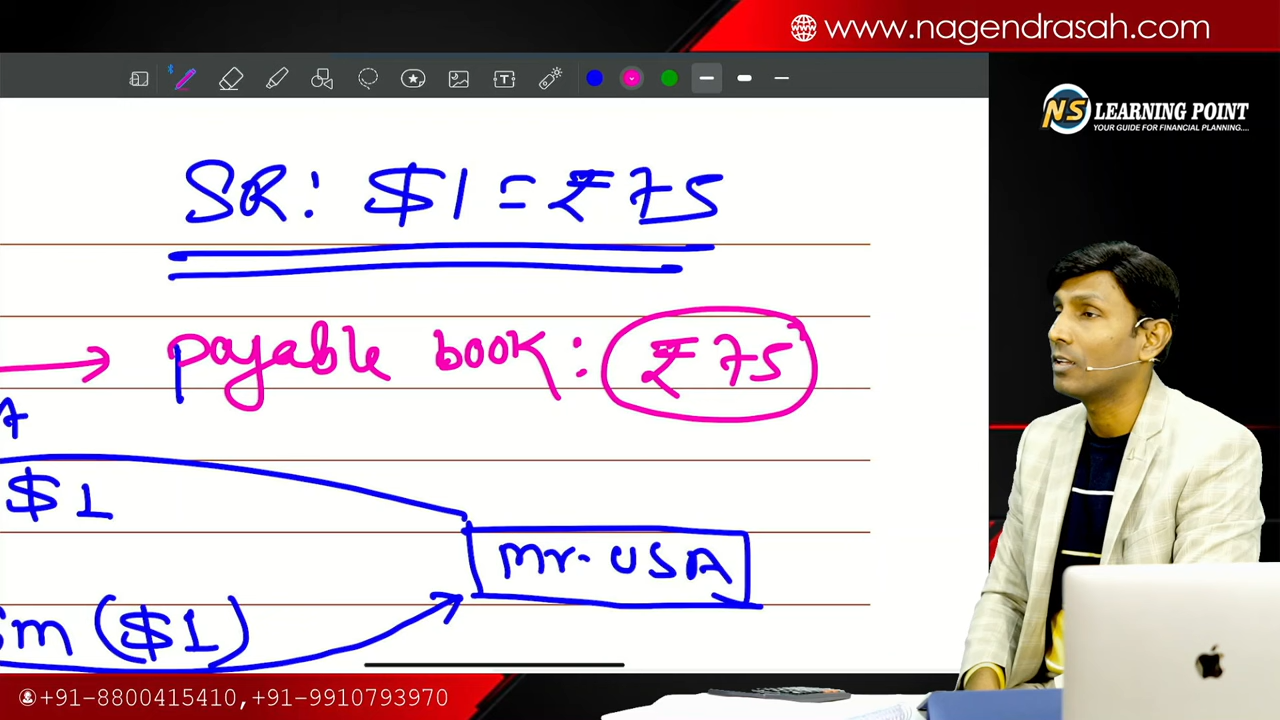 www.nagendrasah.com
NS LEARNING POINT
YOUR GUIDE FOR FINANCIAL PLANNING....
SR: $1 = ₹75
payable book: ₹75
$1
Mr. USA
($1)
+91-8800415410,+91-9910793970